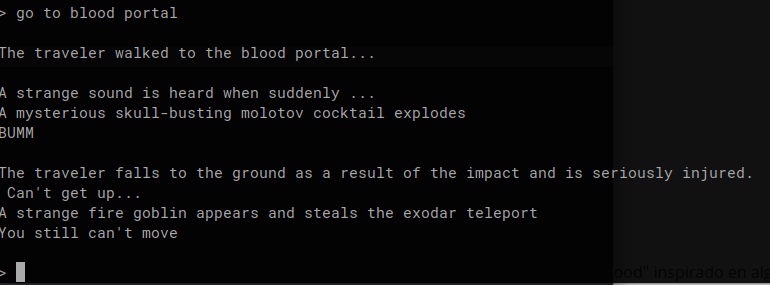 > go to blood portal
The traveler walked to the blood portal...
A strange sound is heard when suddenly ...
A mysterious skull-busting molotov cocktail explodes
BUMM
The traveler falls to the ground as a result of the impact and is seriously injured.
Can't get up...
A strange fire goblin appears and steals the exodar teleport
You still can't move
>
ood" inspirado en alg